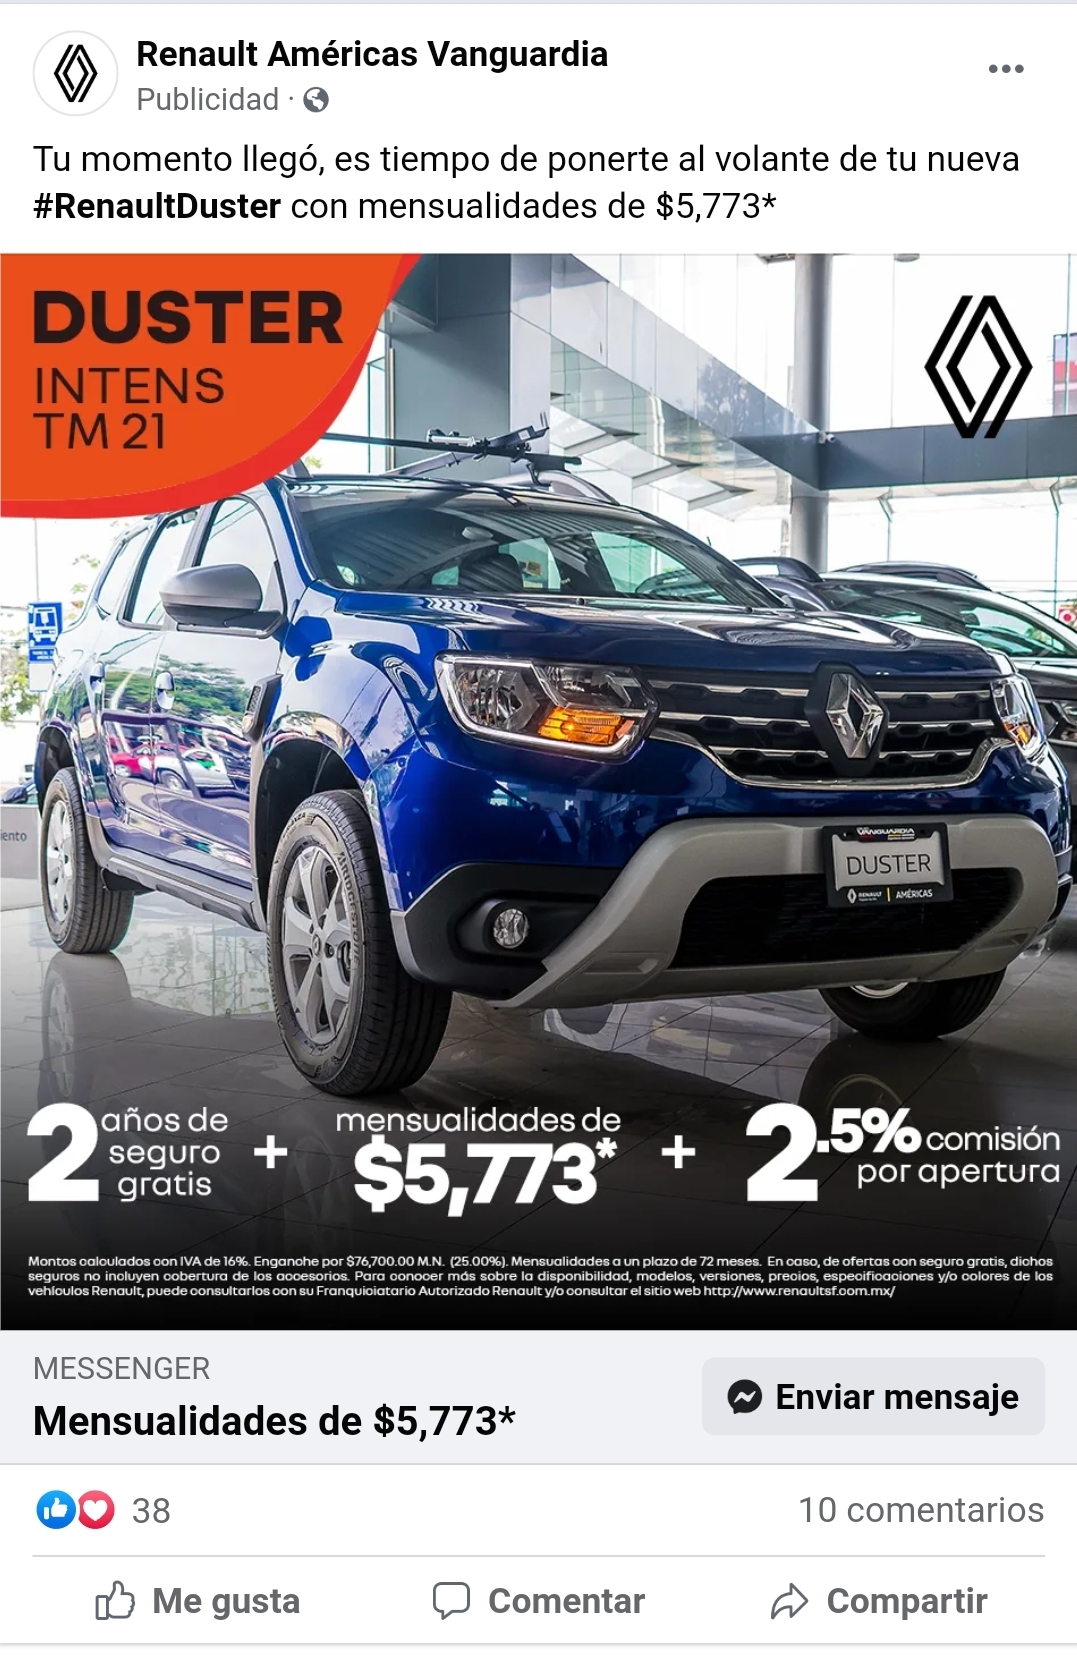 Renault Américas Vanguardia
Publicidad ·
Tu momento llegó, es tiempo de ponerte al volante de tu nueva
#RenaultDuster con mensualidades de $5,773*
DUSTER
INTENS
TM 21
iento
VANGUARDIA
DUSTER
RENAULT | AMÉRICAS
2 años de
seguro
gratis
+
mensualidades de
$5,773*
+
2.5% comisión
por apertura
Montos calculados con IVA de 16%. Enganche por $76,700.00 M.N. (25.00%). Mensualidades a un plazo de 72 meses. En caso, de ofertas con seguro gratis, dichos
seguros no incluyen cobertura de los accesorios. Para conocer más sobre la disponibilidad, modelos, versiones, precios, especificaciones y/o colores de los
vehículos Renault, puede consultarlos con su Franquiciatario Autorizado Renault y/o consultar el sitio web http://www.renaultsf.com.mx/
MESSENGER
Mensualidades de $5,773*
Enviar mensaje
38
10 comentarios
Me gusta
Comentar
Compartir